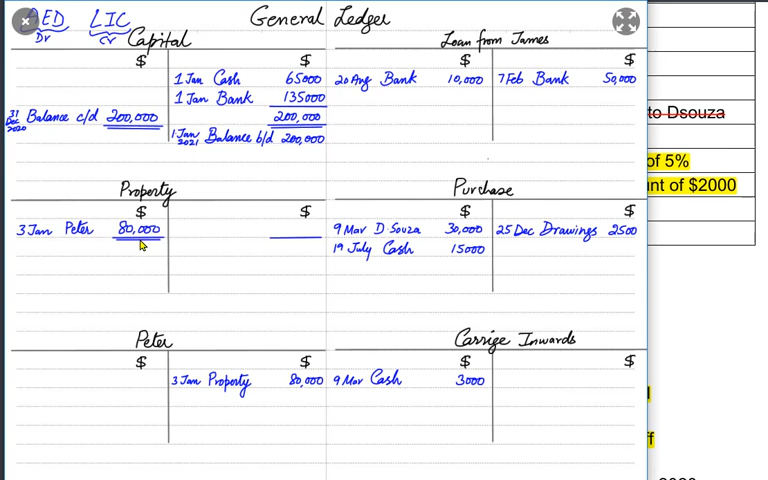 AED LIC General Ledger
Dr Cr
Capital
$ $
1 Jan Cash 65000
1 Jan Bank 135000
31 Dec 2020 Balance c/d 200,000 200,000
1 Jan 2021 Balance b/d 200,000
Loan from James
$ $
20 Aug Bank 10,000 7 Feb Bank 50,000
Property
$ $
3 Jan Peter 80,000
Purchase
$ $
9 Mar D.Souza 30,000 25 Dec Drawings 2500
19 July Cash 15000
Peter
$ $
3 Jan Property 80,000
Carrige Inwards
$ $
9 Mar Cash 3000
to Dsouza
of 5%
unt of $2000